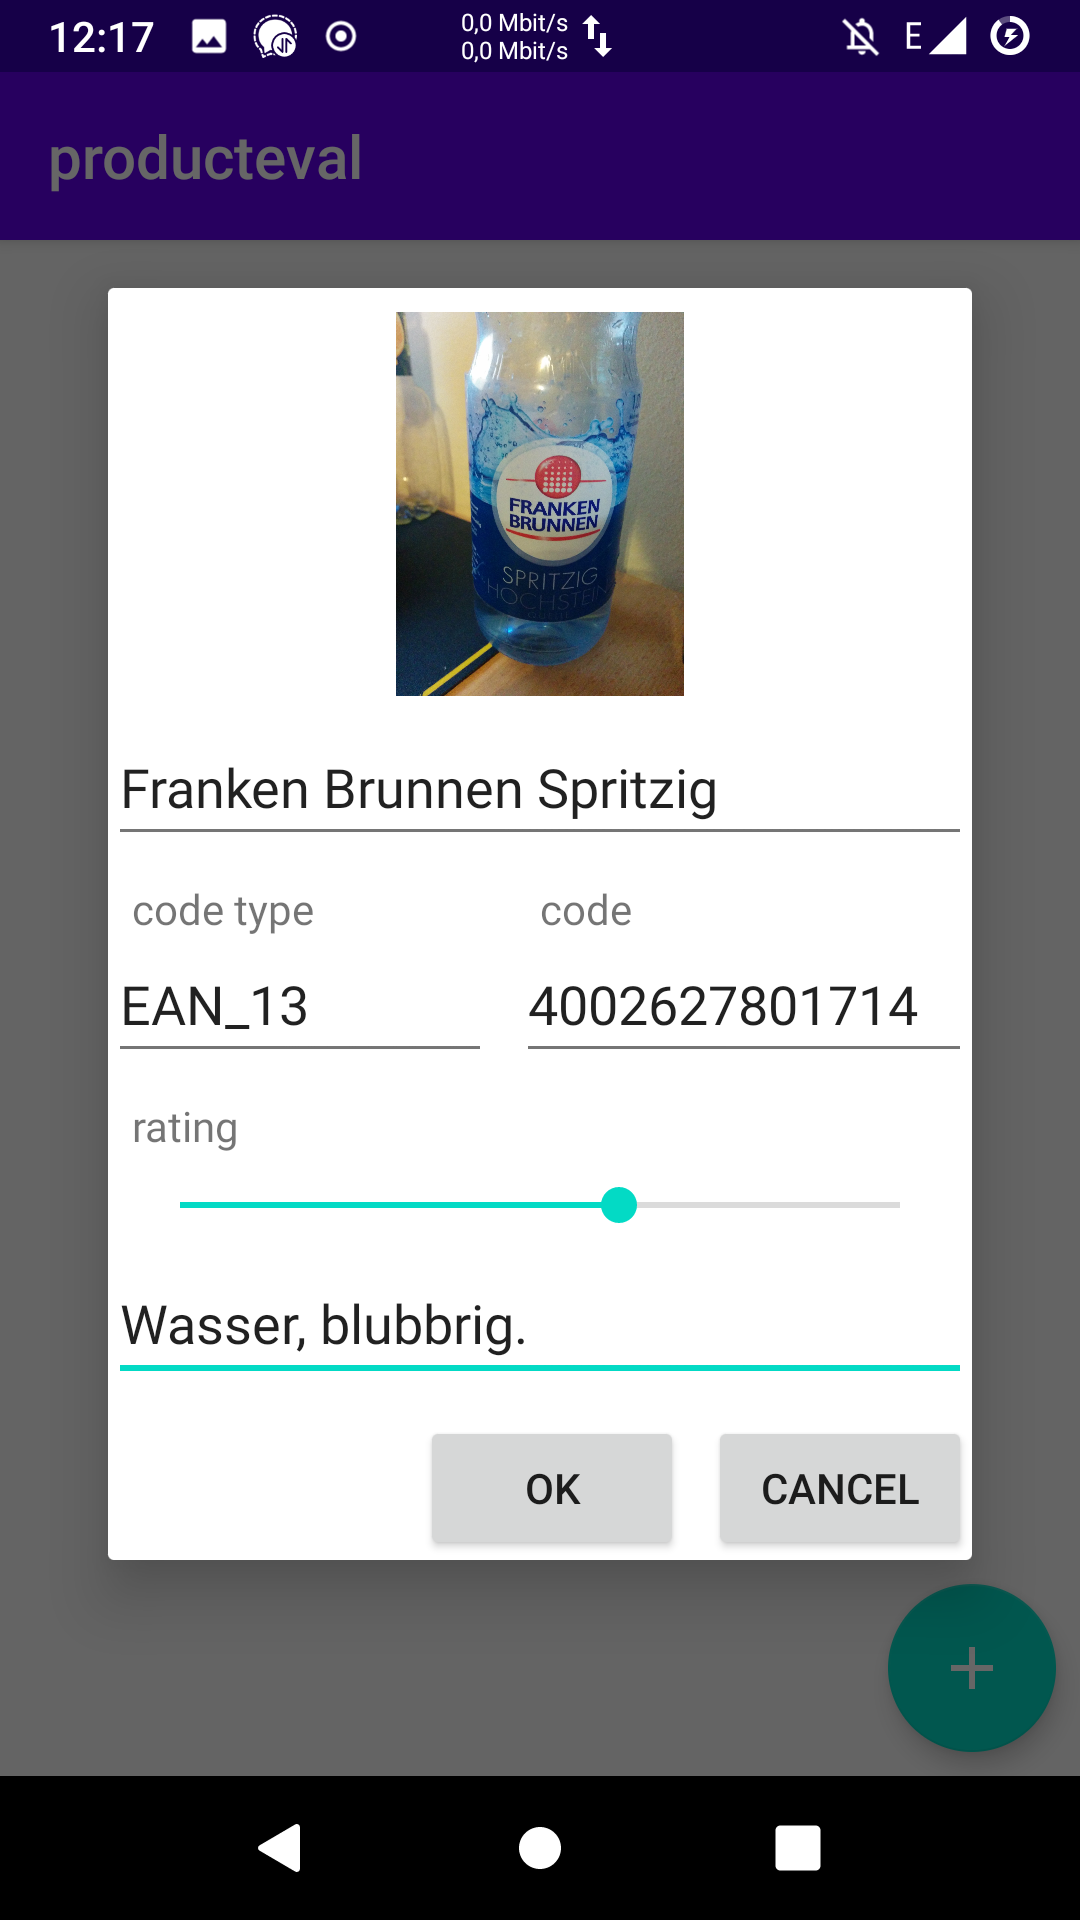 12:17
0,0 Mbit/s
0,0 Mbit/s
E
producteval
FRANKEN
BRUNNEN
SPRITZIG
HOCHSTEIN
Franken Brunnen Spritzig
code type
code
EAN_13
4002627801714
rating
Wasser, blubbrig.
OK
CANCEL